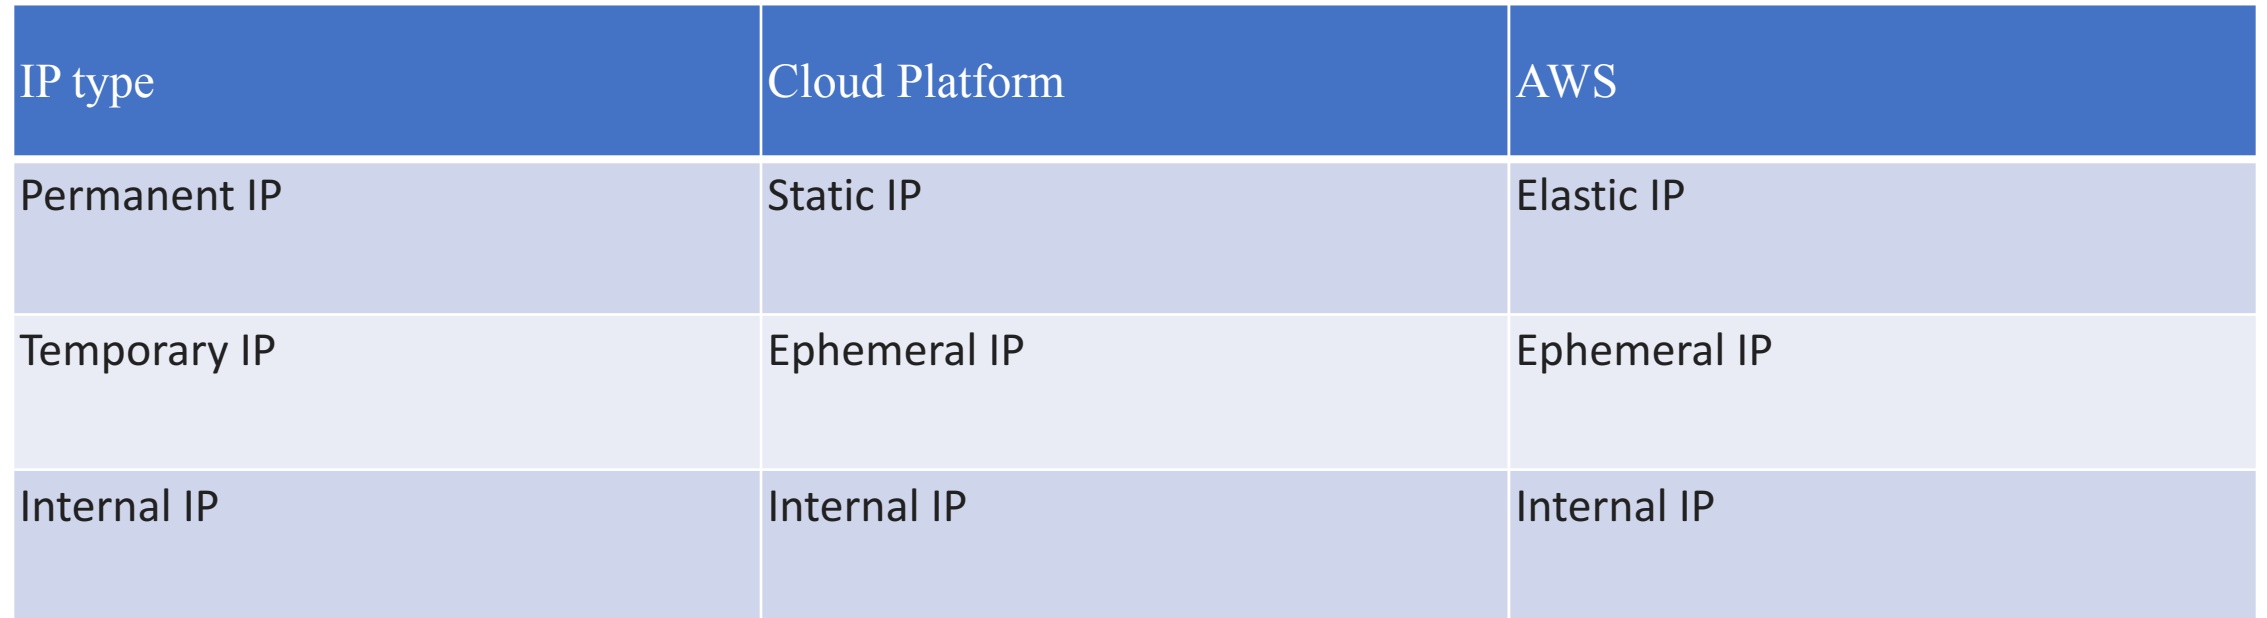 IP type Cloud Platform AWS
Permanent IP Static IP Elastic IP
Temporary IP Ephemeral IP Ephemeral IP
Internal IP Internal IP Internal IP